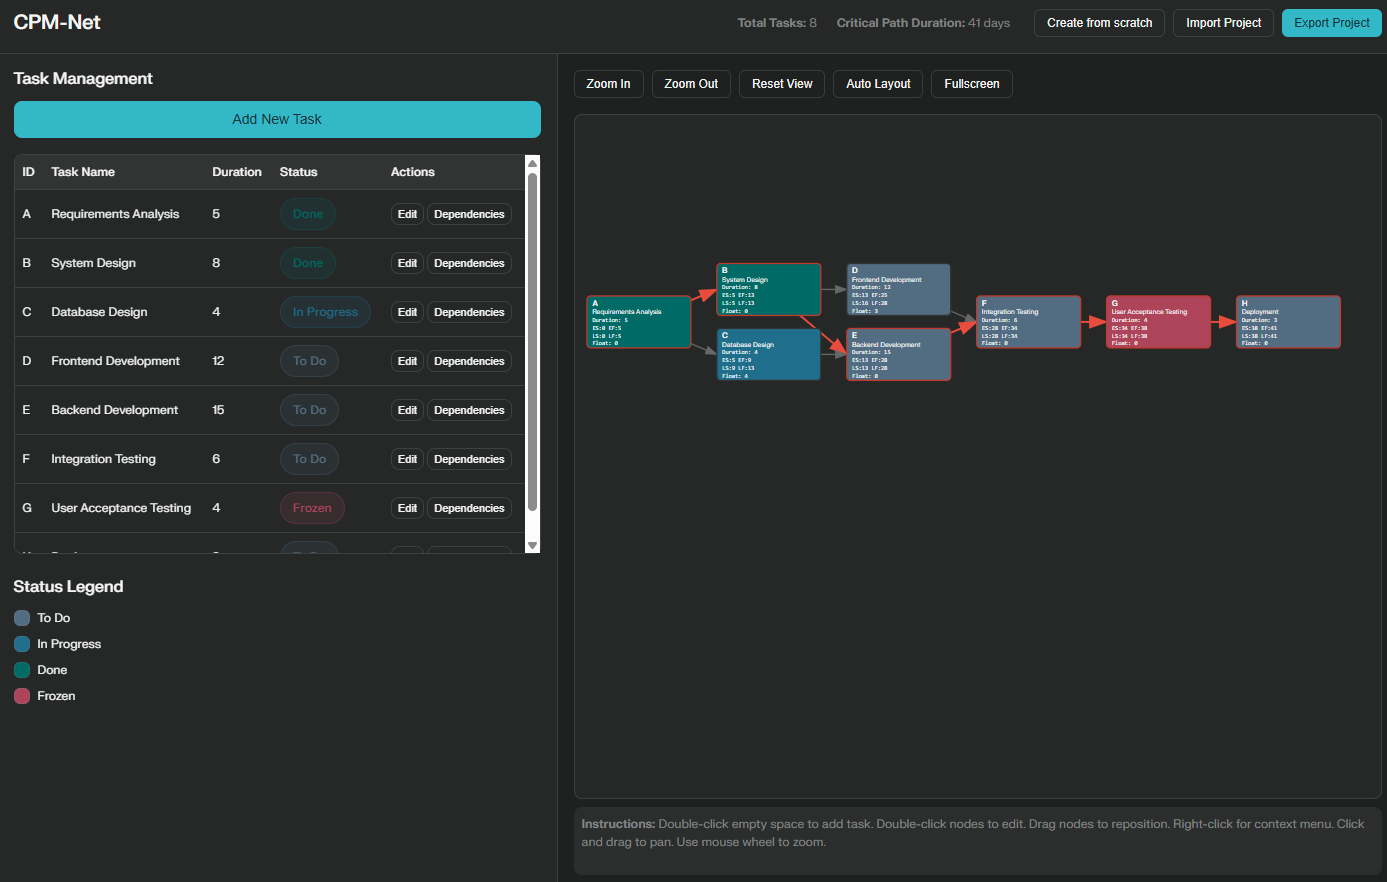 CPM-Net
Total Tasks: 8 Critical Path Duration: 41 days
Create from scratch Import Project Export Project
Task Management
Add New Task
ID Task Name Duration Status Actions
A Requirements Analysis 5 Done Edit Dependencies
B System Design 8 Done Edit Dependencies
C Database Design 4 In Progress Edit Dependencies
D Frontend Development 12 To Do Edit Dependencies
E Backend Development 15 To Do Edit Dependencies
F Integration Testing 6 To Do Edit Dependencies
G User Acceptance Testing 4 Frozen Edit Dependencies
Status Legend
To Do
In Progress
Done
Frozen
Zoom In Zoom Out Reset View Auto Layout Fullscreen
A
Requirements Analysis
Duration: 5
ES:0 EF:5
LS:0 LF:5
Float: 0
B
System Design
Duration: 8
ES:5 EF:13
LS:5 LF:13
Float: 0
C
Database Design
Duration: 4
ES:5 EF:9
LS:9 LF:13
Float: 4
D
Frontend Development
Duration: 12
ES:13 EF:25
LS:16 LF:28
Float: 3
E
Backend Development
Duration: 15
ES:13 EF:28
LS:13 LF:28
Float: 0
F
Integration Testing
Duration: 6
ES:28 EF:34
LS:28 LF:34
Float: 0
G
User Acceptance Testing
Duration: 4
ES:34 EF:38
LS:34 LF:38
Float: 0
H
Deployment
Duration: 3
ES:38 EF:41
LS:38 LF:41
Float: 0
Instructions: Double-click empty space to add task. Double-click nodes to edit. Drag nodes to reposition. Right-click for context menu. Click
and drag to pan. Use mouse wheel to zoom.